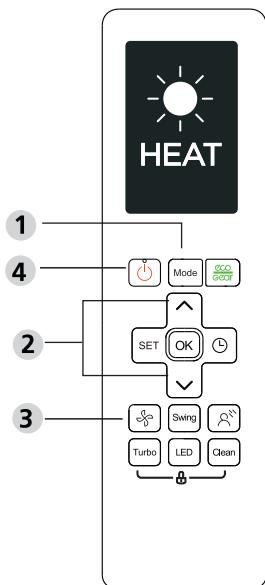 HEAT
1
4
Mode
eco
Gear
2
SET
OK
3
Swing
Turbo
LED
Clean